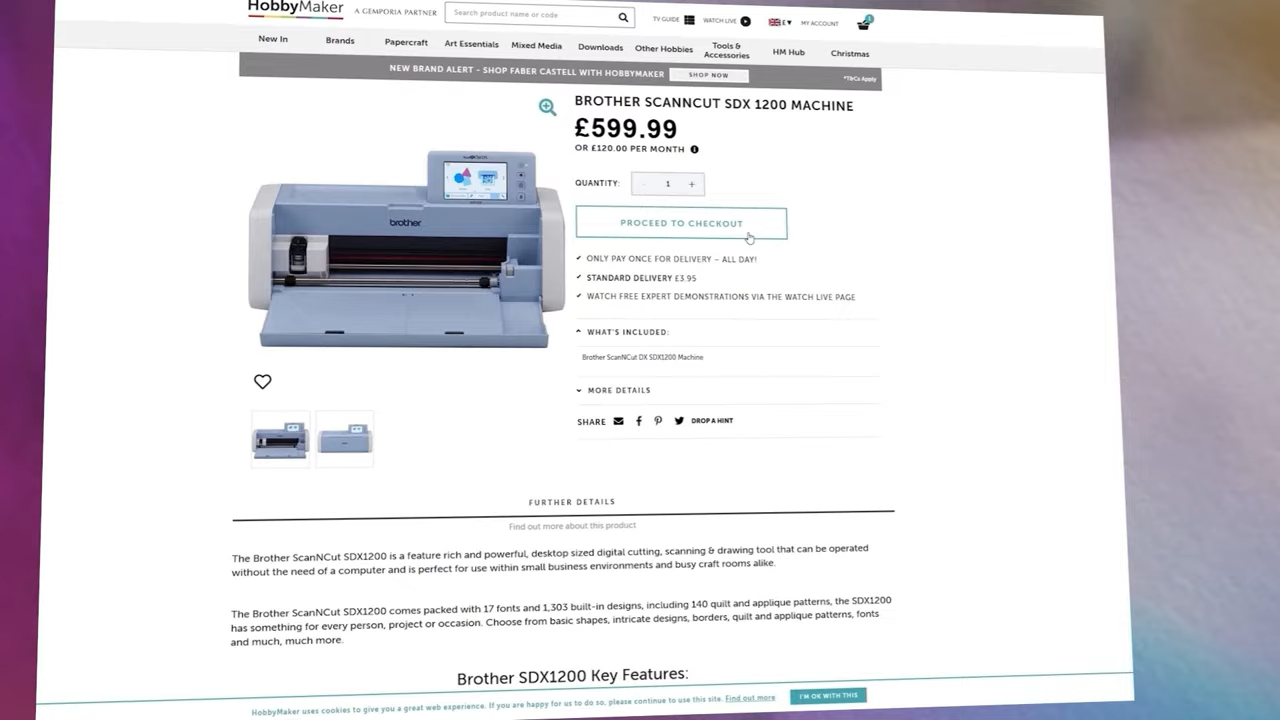 HobbyMaker
A GEMPORIA PARTNER
Search product name or code
TV GUIDE
WATCH LIVE
£
MY ACCOUNT
1
New In
Brands
Papercraft
Art Essentials
Mixed Media
Downloads
Other Hobbies
Tools &
Accessories
HM Hub
Christmas
NEW BRAND ALERT - SHOP FABER CASTELL WITH HOBBYMAKER
SHOP NOW
*Ts&Cs Apply
BROTHER SCANNCUT SDX 1200 MACHINE
£599.99
OR £120.00 PER MONTH
QUANTITY:
- 1 +
PROCEED TO CHECKOUT
brother
ONLY PAY ONCE FOR DELIVERY – ALL DAY!
STANDARD DELIVERY £3.95
WATCH FREE EXPERT DEMONSTRATIONS VIA THE WATCH LIVE PAGE
WHAT'S INCLUDED:
Brother ScanNCut DX SDX1200 Machine
MORE DETAILS
SHARE
DROP A HINT
FURTHER DETAILS
Find out more about this product
The Brother ScanNCut SDX1200 is a feature rich and powerful, desktop sized digital cutting, scanning & drawing tool that can be operated
without the need of a computer and is perfect for use within small business environments and busy craft rooms alike.
The Brother ScanNCut SDX1200 comes packed with 17 fonts and 1,303 built-in designs, including 140 quilt and applique patterns, the SDX1200
has something for every person, project or occasion. Choose from basic shapes, intricate designs, borders, quilt and applique patterns, fonts
and much, much more.
Brother SDX1200 Key Features:
HobbyMaker uses cookies to give you a great web experience. If you are happy for us to do so, please continue to use this site. Find out more
I'M OK WITH THIS